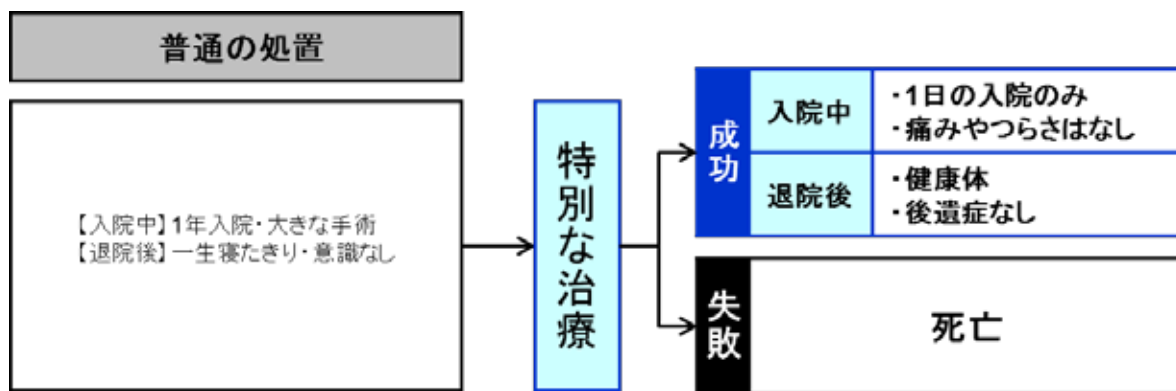 普通の処置
【入院中】1年入院・大きな手術
【退院後】一生寝たきり・意識なし
特別な治療
成功
入院中
・1日の入院のみ
・痛みやつらさはなし
退院後
・健康体
・後遺症なし
失敗
死亡